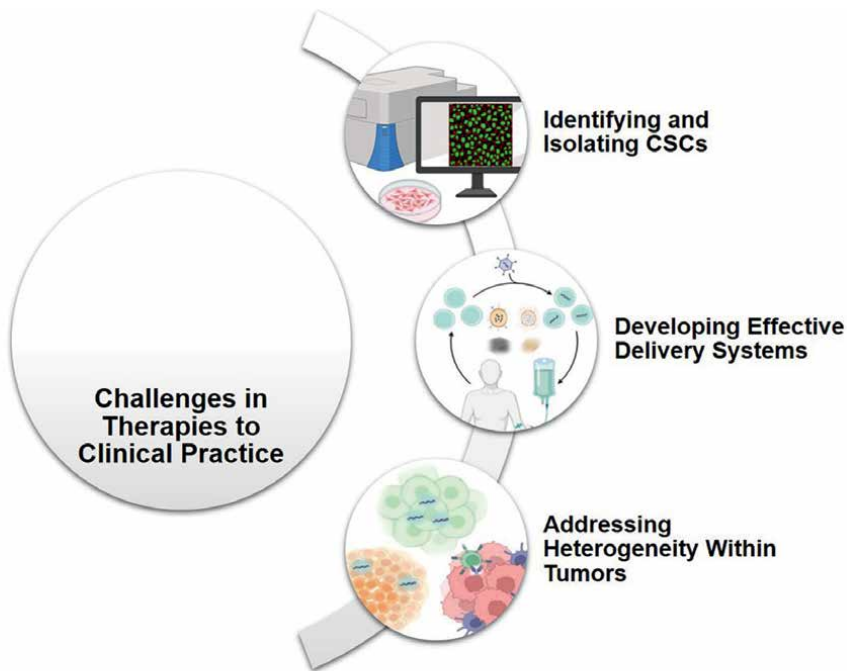 Identifying and
Isolating CSCs
Developing Effective
Delivery Systems
Challenges in
Therapies to
Clinical Practice
Addressing
Heterogeneity Within
Tumors